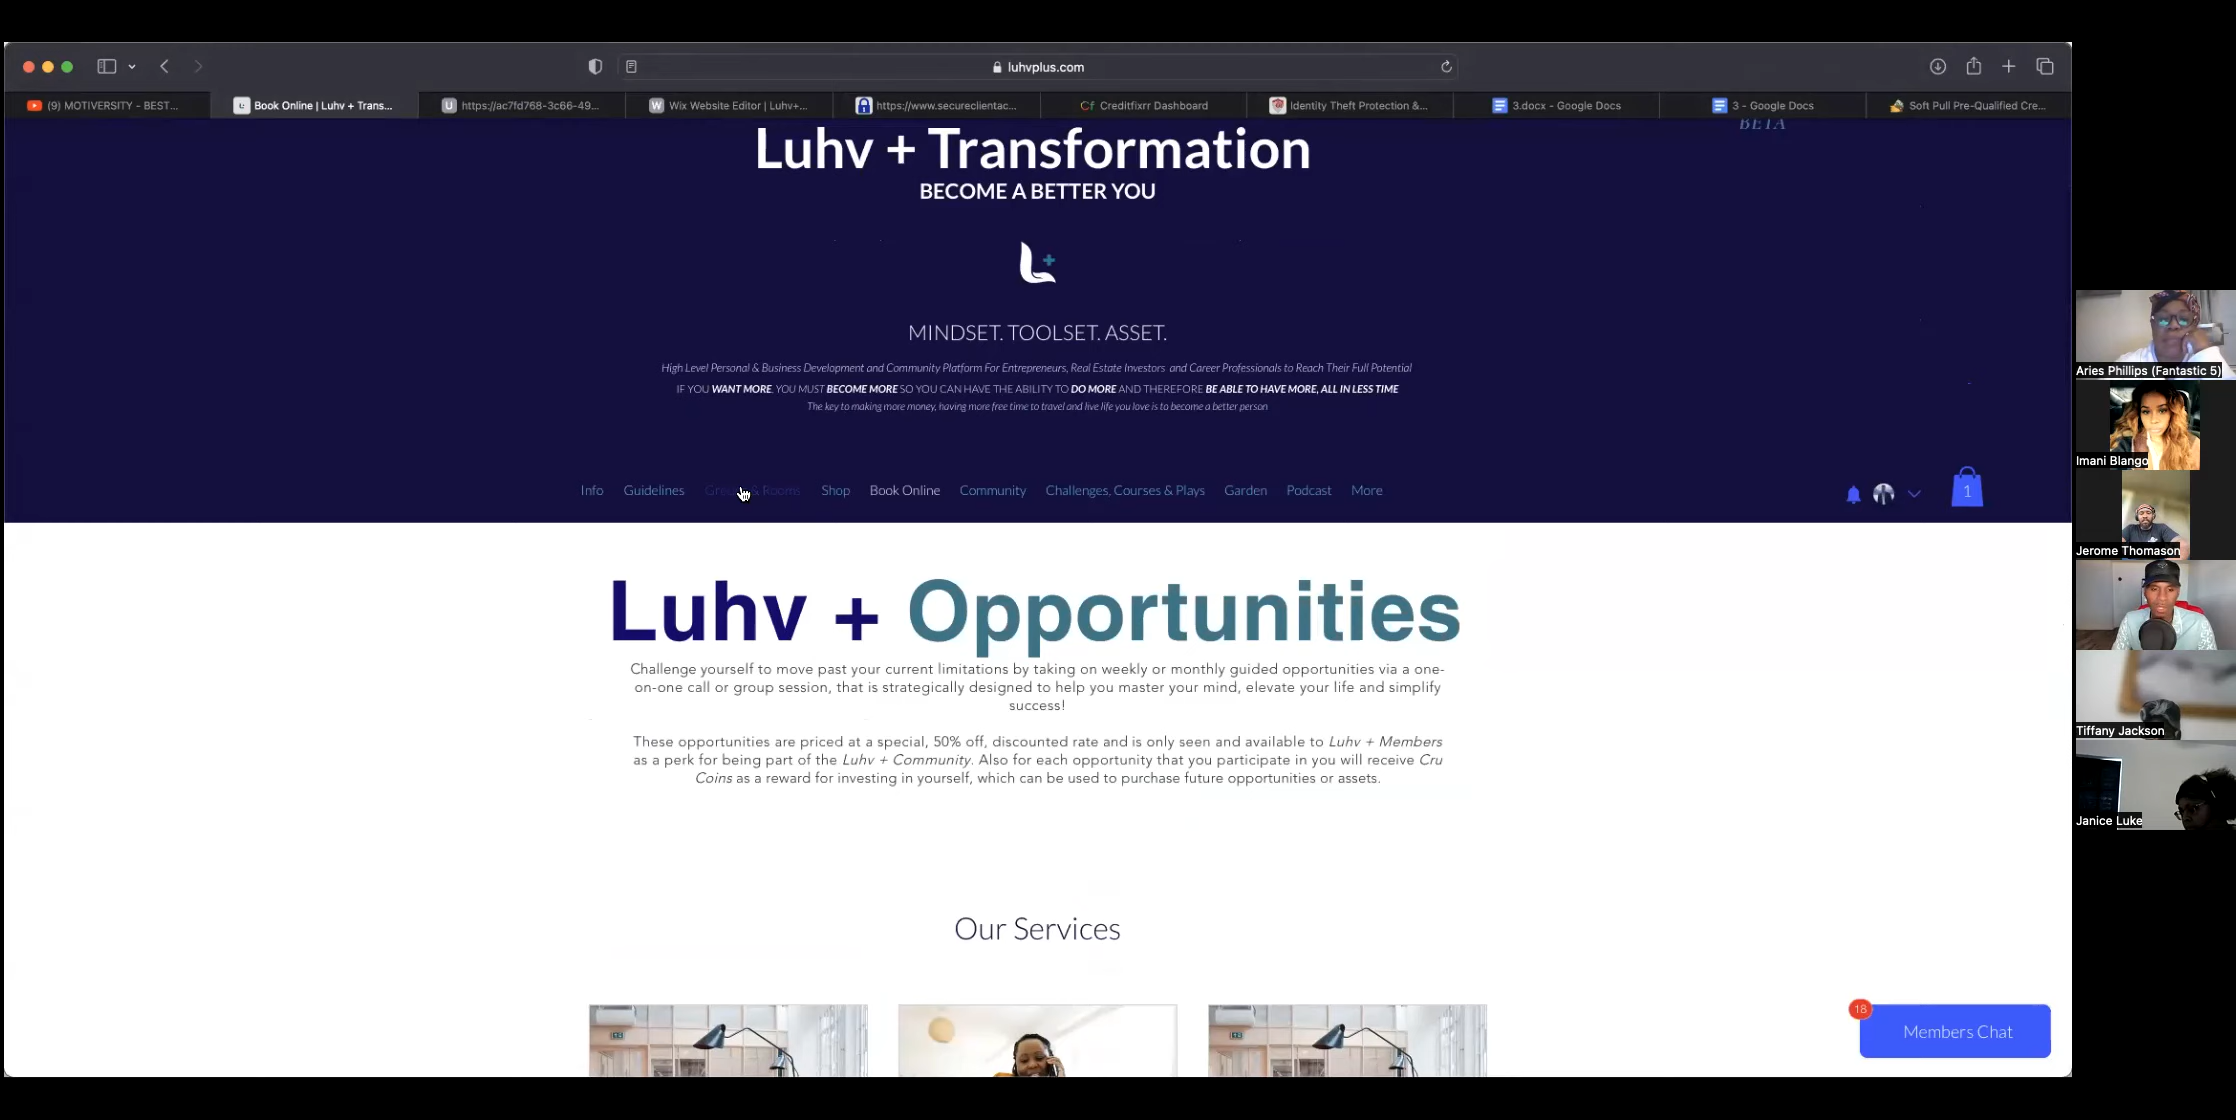 luhvplus.com
(9) MOTIVERSITY - BEST...
Book Online | Luhv + Trans...
https://ac7fd768-3c66-49...
Wix Website Editor | Luhv+...
https://www.secureclientac...
Creditfixrr Dashboard
Identity Theft Protection &...
3.docx - Google Docs
3 - Google Docs
Soft Pull Pre-Qualified Cre...
BETA
Luhv + Transformation
BECOME A BETTER YOU
MINDSET. TOOLSET. ASSET.
High Level Personal & Business Development and Community Platform For Entrepreneurs, Real Estate Investors and Career Professionals to Reach Their Full Potential
IF YOU WANT MORE, YOU MUST BECOME MORE SO YOU CAN HAVE THE ABILITY TO DO MORE AND THEREFORE BE ABLE TO HAVE MORE, ALL IN LESS TIME
The key to making more money, having more free time to travel and live life you love is to become a better person
Info Guidelines Groups & Rooms Shop Book Online Community Challenges, Courses & Plays Garden Podcast More
1
Luhv + Opportunities
Challenge yourself to move past your current limitations by taking on weekly or monthly guided opportunities via a one-
on-one call or group session, that is strategically designed to help you master your mind, elevate your life and simplify
success!
These opportunities are priced at a special, 50% off, discounted rate and is only seen and available to Luhv + Members
as a perk for being part of the Luhv + Community. Also for each opportunity that you participate in you will receive Cru
Coins as a reward for investing in yourself, which can be used to purchase future opportunities or assets.
Our Services
18
Members Chat
Aries Phillips (Fantastic 5)
Imani Blango
Jerome Thomason
Tiffany Jackson
Janice Luke